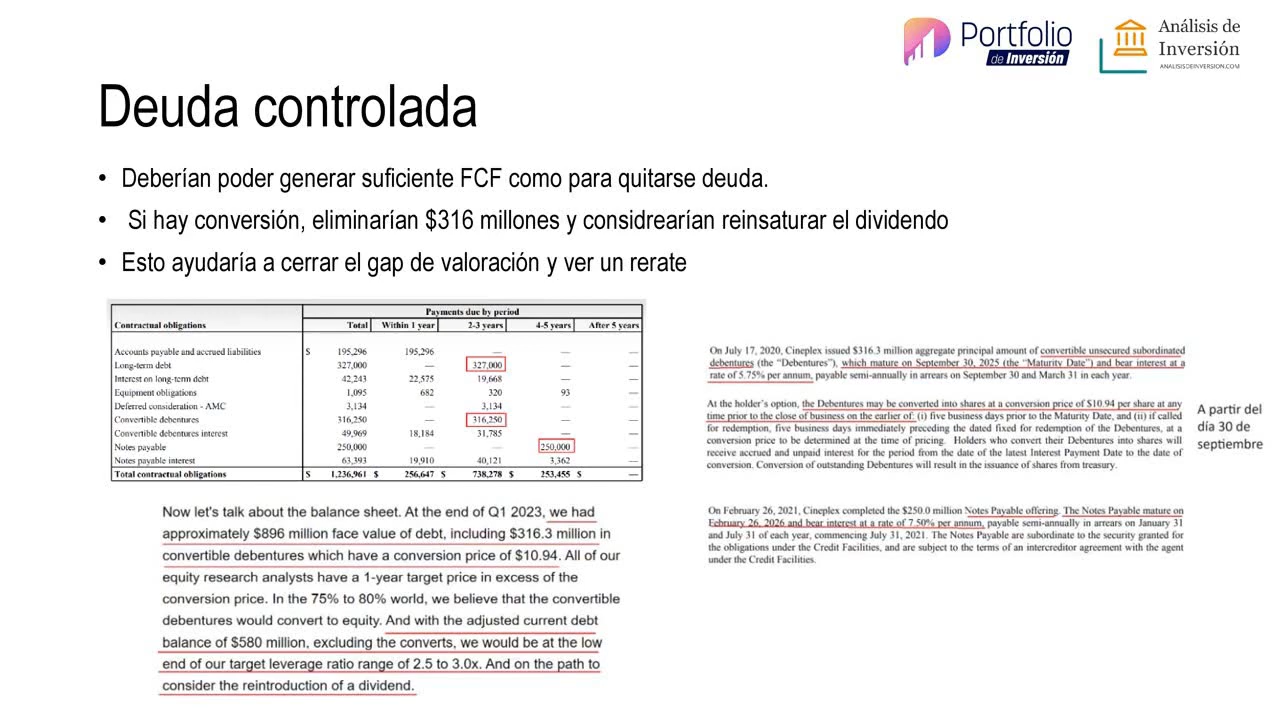 Portfolio
de Inversión
Análisis de
Inversión
ANALISISDEINVERSION.COM
Deuda controlada
• Deberían poder generar suficiente FCF como para quitarse deuda.
• Si hay conversión, eliminarían $316 millones y considrearían reinsaturar el dividendo
• Esto ayudaría a cerrar el gap de valoración y ver un rerate
Payments due by period
Contractual obligations Total Within 1 year 2-3 years 4-5 years After 5 years
Accounts payable and accrued liabilities $ 195,296 195,296 — — —
Long-term debt 327,000 — 327,000 — —
Interest on long-term debt 42,243 22,575 19,668 — —
Equipment obligations 1,095 682 320 93 —
Deferred consideration - AMC 3,134 — 3,134 — —
Convertible debentures 316,250 — 316,250 — —
Convertible debentures interest 49,969 18,184 31,785 — —
Notes payable 250,000 — — 250,000 —
Notes payable interest 63,393 19,910 40,121 3,362 —
Total contractual obligations $ 1,236,961 $ 256,647 $ 738,278 $ 253,455 $ —
Now let's talk about the balance sheet. At the end of Q1 2023, we had
approximately $896 million face value of debt, including $316.3 million in
convertible debentures which have a conversion price of $10.94. All of our
equity research analysts have a 1-year target price in excess of the
conversion price. In the 75% to 80% world, we believe that the convertible
debentures would convert to equity. And with the adjusted current debt
balance of $580 million, excluding the converts, we would be at the low
end of our target leverage ratio range of 2.5 to 3.0x. And on the path to
consider the reintroduction of a dividend.
On July 17, 2020, Cineplex issued $316.3 million aggregate principal amount of convertible unsecured subordinated
debentures (the “Debentures”), which mature on September 30, 2025 (the “Maturity Date”) and bear interest at a
rate of 5.75% per annum, payable semi-annually in arrears on September 30 and March 31 in each year.
At the holder's option, the Debentures may be converted into shares at a conversion price of $10.94 per share at any
time prior to the close of business on the earlier of: (i) five business days prior to the Maturity Date, and (ii) if called
for redemption, five business days immediately preceding the dated fixed for redemption of the Debentures, at a
conversion price to be determined at the time of pricing. Holders who convert their Debentures into shares will
receive accrued and unpaid interest for the period from the date of the latest Interest Payment Date to the date of
conversion. Conversion of outstanding Debentures will result in the issuance of shares from treasury.
A partir del
día 30 de
septiembre
On February 26, 2021, Cineplex completed the $250.0 million Notes Payable offering. The Notes Payable mature on
February 26, 2026 and bear interest at a rate of 7.50% per annum, payable semi-annually in arrears on January 31
and July 31 of each year, commencing July 31, 2021. The Notes Payable are subordinate to the security granted for
the obligations under the Credit Facilities, and are subject to the terms of an intercreditor agreement with the agent
under the Credit Facilities.